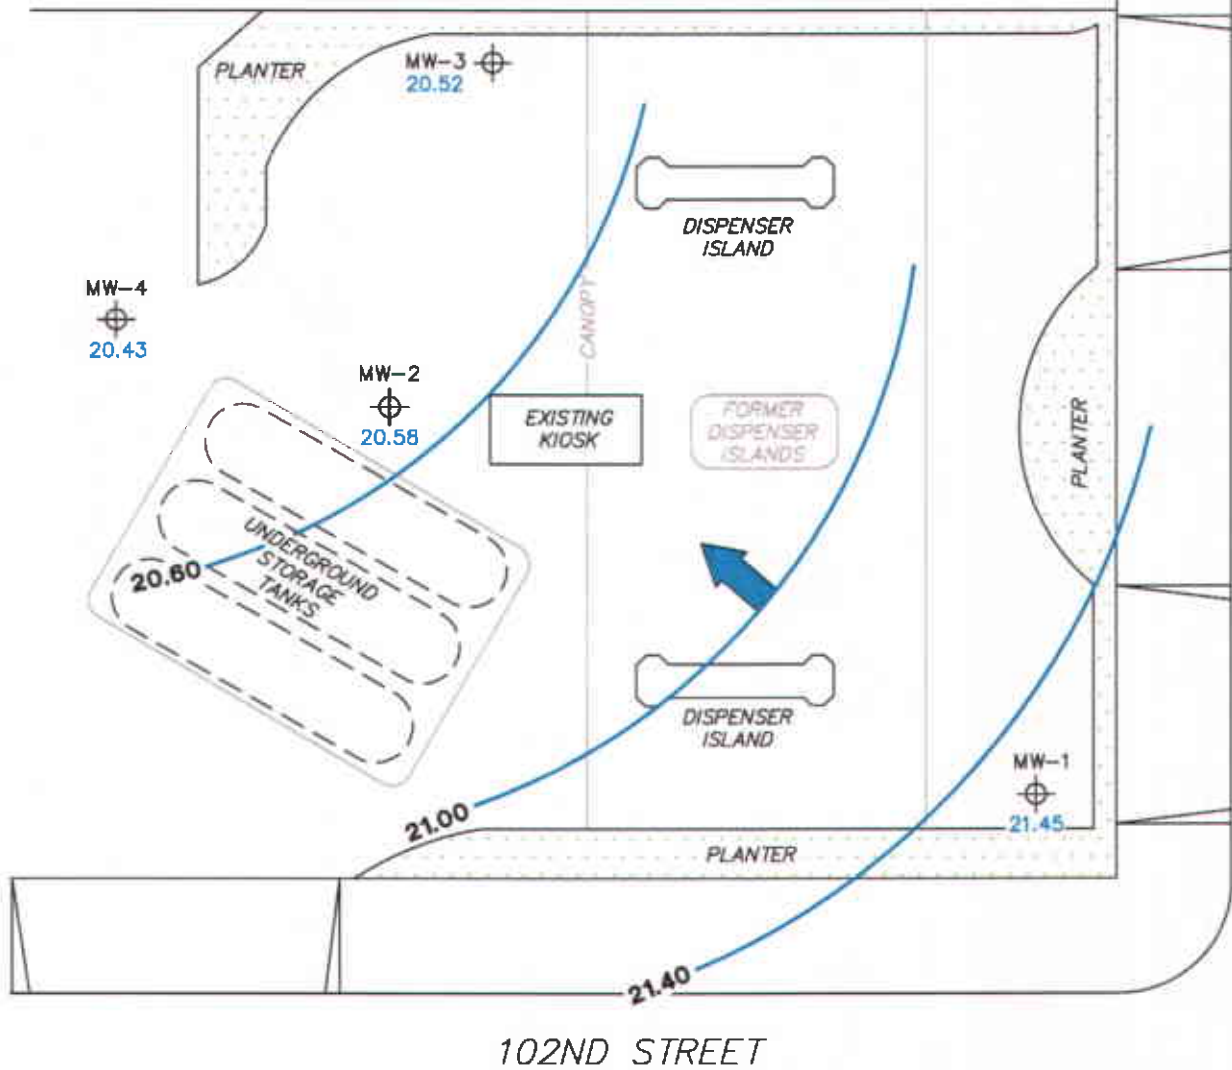 PLANTER
MW-3
20.52
DISPENSER
ISLAND
CANOPY
MW-4
20.43
MW-2
20.58
EXISTING
KIOSK
FORMER
DISPENSER
ISLANDS
PLANTER
UNDERGROUND
STORAGE
TANKS
20.60
DISPENSER
ISLAND
MW-1
21.45
21.00
PLANTER
21.40
102ND STREET